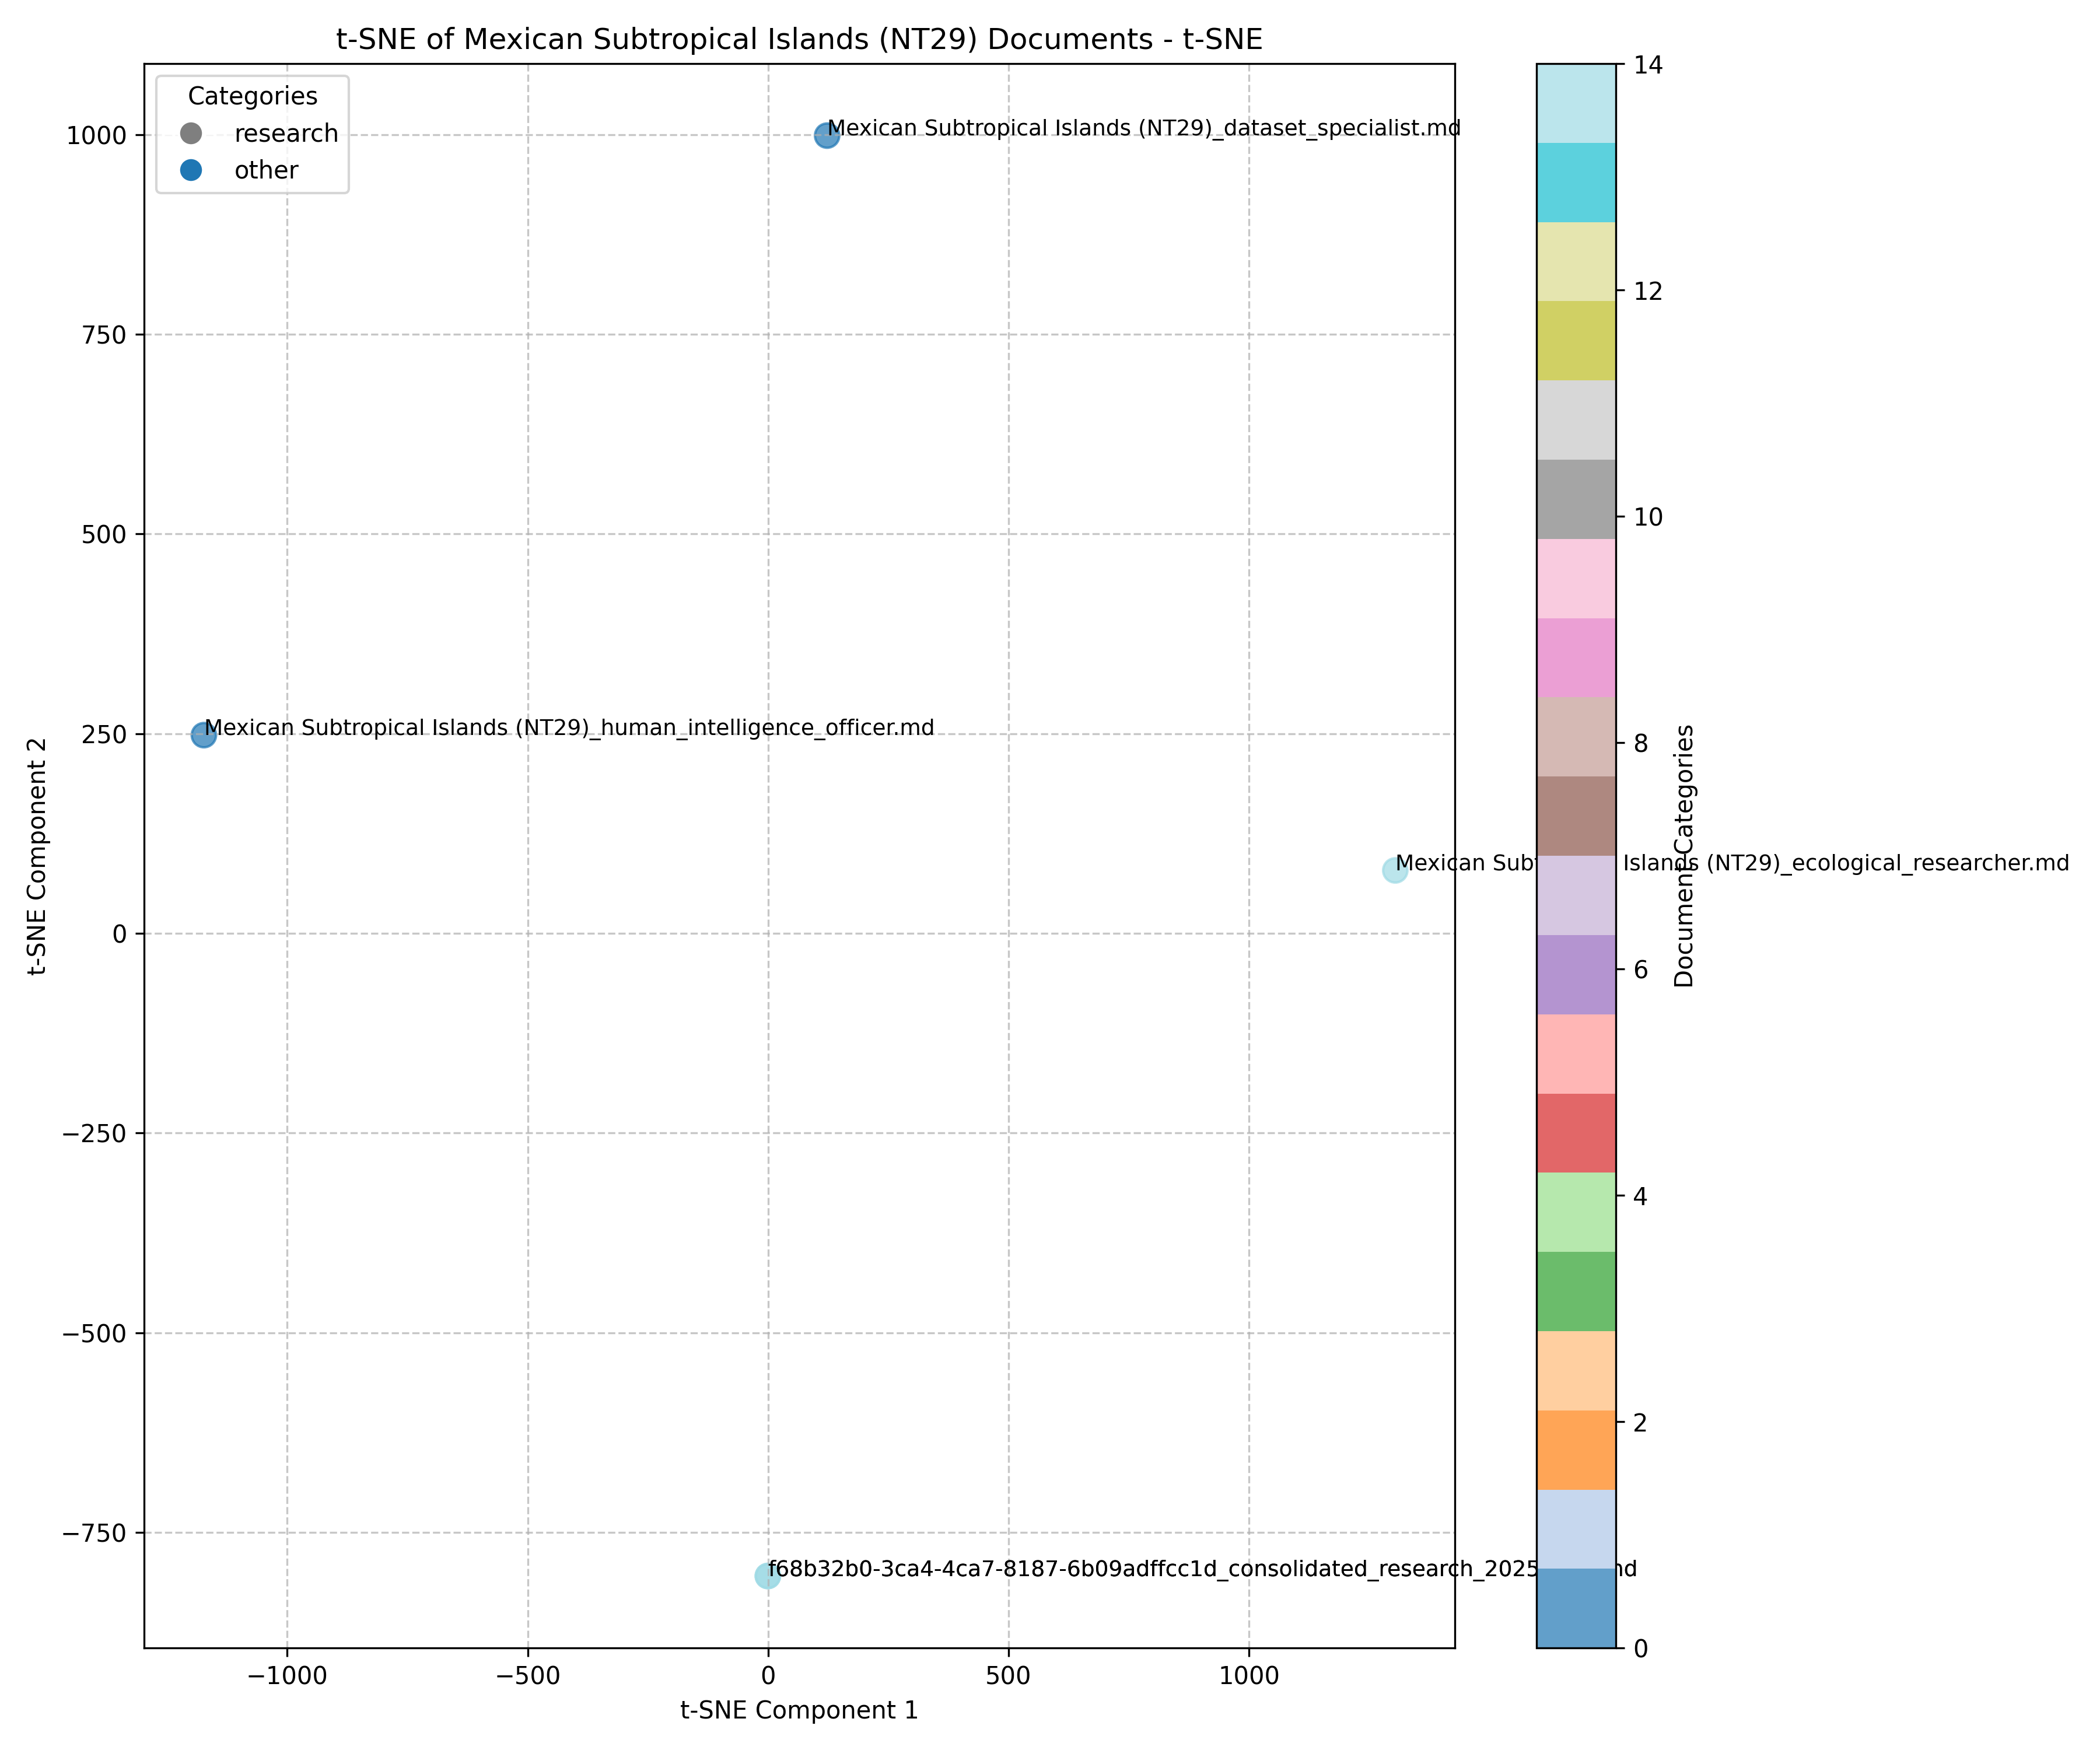 t-SNE of Mexican Subtropical Islands (NT29) Documents - t-SNE
Categories
research
other
Mexican Subtropical Islands (NT29)_dataset_specialist.md
Mexican Subtropical Islands (NT29)_human_intelligence_officer.md
Mexican Sub Islands (NT29)_ecological_researcher.md
f68b32b0-3ca4-4ca7-8187-6b09adffcc1d_consolidated_research_2025
1000
750
500
250
0
−250
−500
−750
t-SNE Component 2
−1000
−500
0
500
1000
t-SNE Component 1
14
12
10
8
6
4
2
0
Document Categories